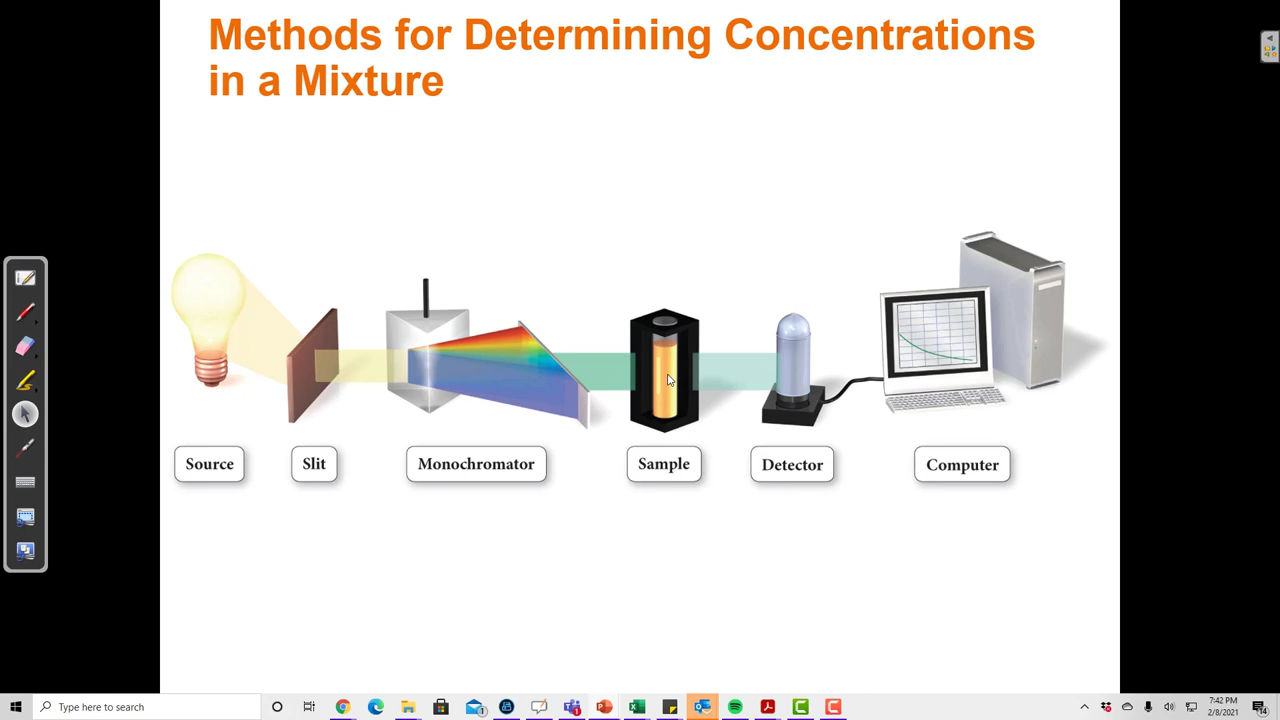 Methods for Determining Concentrations
in a Mixture
Source
Slit
Monochromator
Sample
Detector
Computer
Type here to search
7:42 PM
2/8/2021